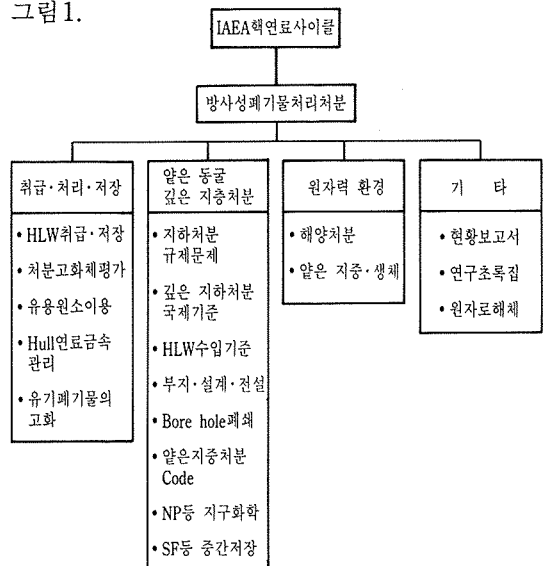 그림1.
IAEA핵연료사이클
방사성폐기물처리처분
취급·처리·저장
• HLW취급·저장
• 처분고화체평가
• 유용원소이용
• Hull연료금속
관리
• 유기폐기물의
고화
얕은 동굴
깊은 지층처분
• 지하처분
규제문제
• 깊은 지하처분
국제기준
• HLW수입기준
• 부지·설계·전설
• Bore hole폐쇄
• 얕은지중처분
Code
• NP등 지구화학
• SF등 중간저장
원자력 환경
• 해양처분
• 얕은 지중·생체
기 타
• 현황보고서
• 연구초록집
• 원자로해체